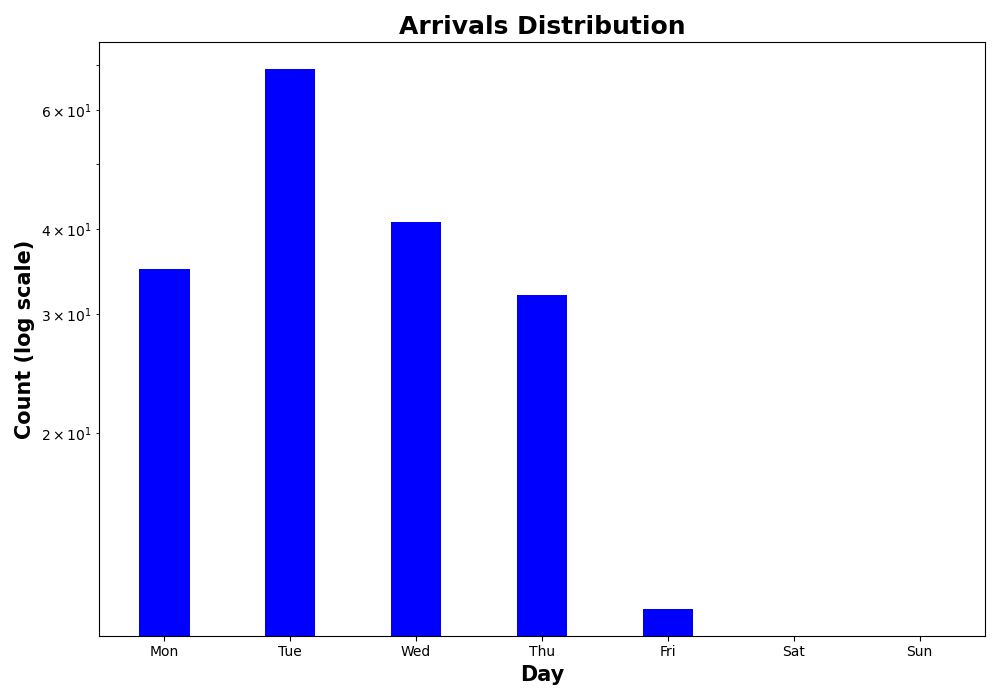 Arrivals Distribution
6 × 10¹
4 × 10¹
3 × 10¹
2 × 10¹
Count (log scale)
Mon Tue Wed Thu Fri Sat Sun
Day